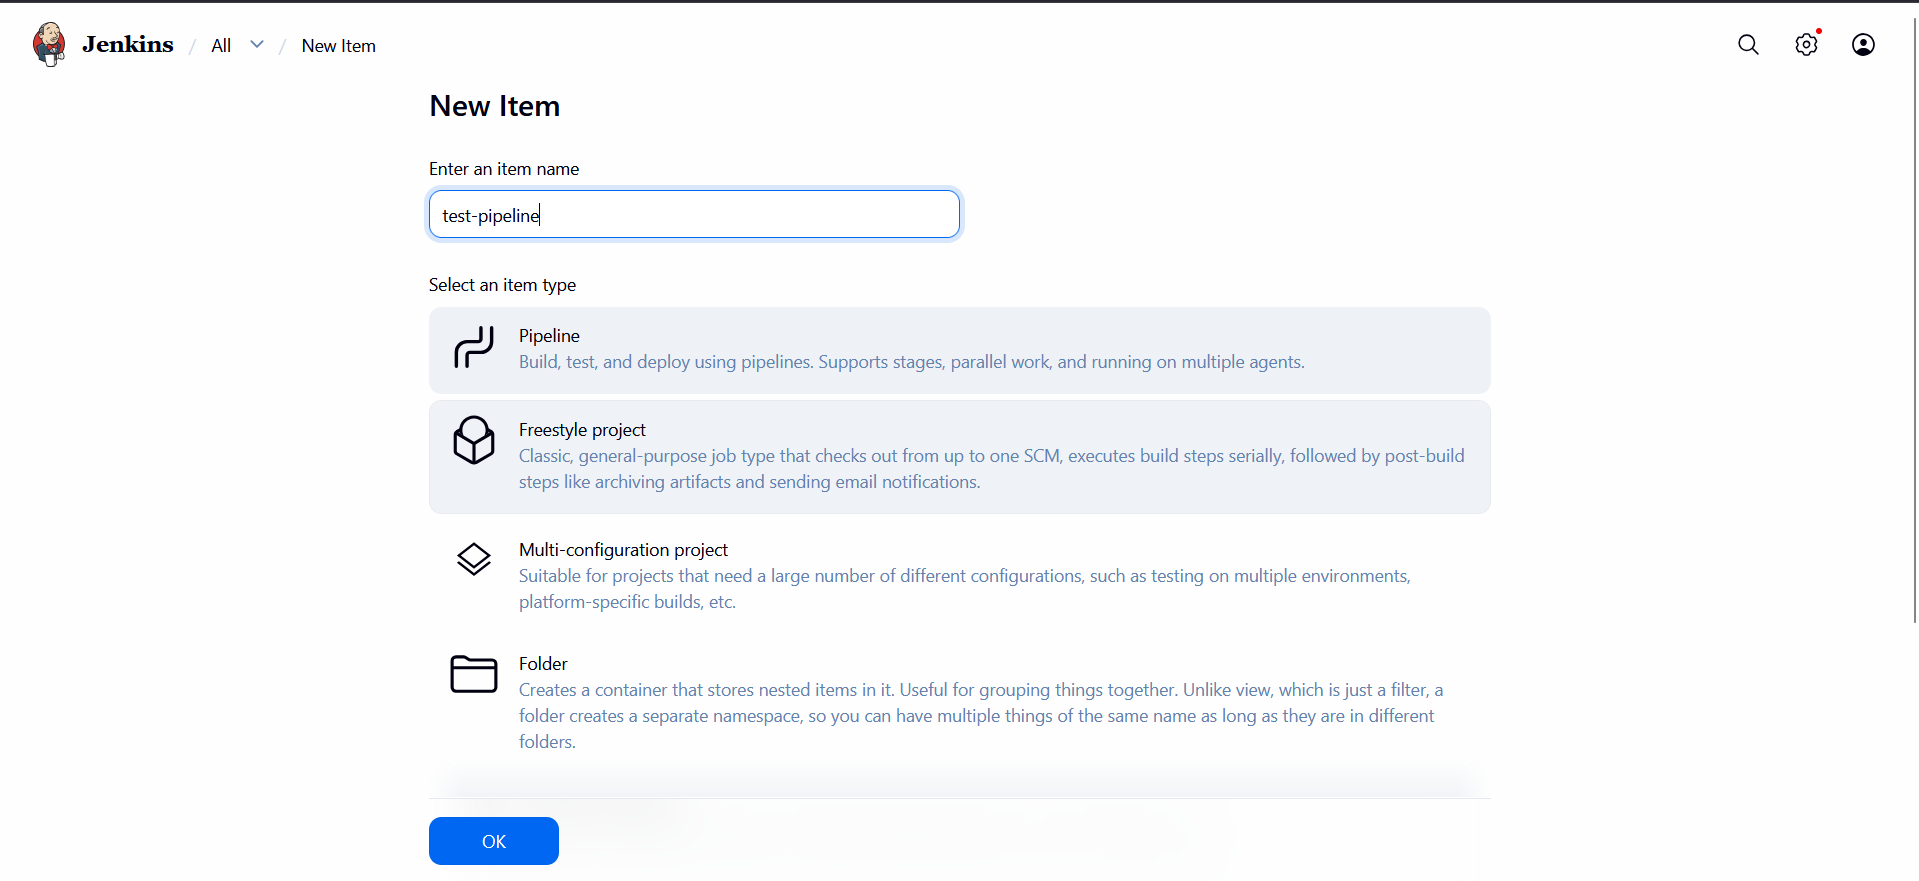 Jenkins / All / New Item
New Item
Enter an item name
test-pipeline
Select an item type
Pipeline
Build, test, and deploy using pipelines. Supports stages, parallel work, and running on multiple agents.
Freestyle project
Classic, general-purpose job type that checks out from up to one SCM, executes build steps serially, followed by post-build
steps like archiving artifacts and sending email notifications.
Multi-configuration project
Suitable for projects that need a large number of different configurations, such as testing on multiple environments,
platform-specific builds, etc.
Folder
Creates a container that stores nested items in it. Useful for grouping things together. Unlike view, which is just a filter, a
folder creates a separate namespace, so you can have multiple things of the same name as long as they are in different
folders.
OK